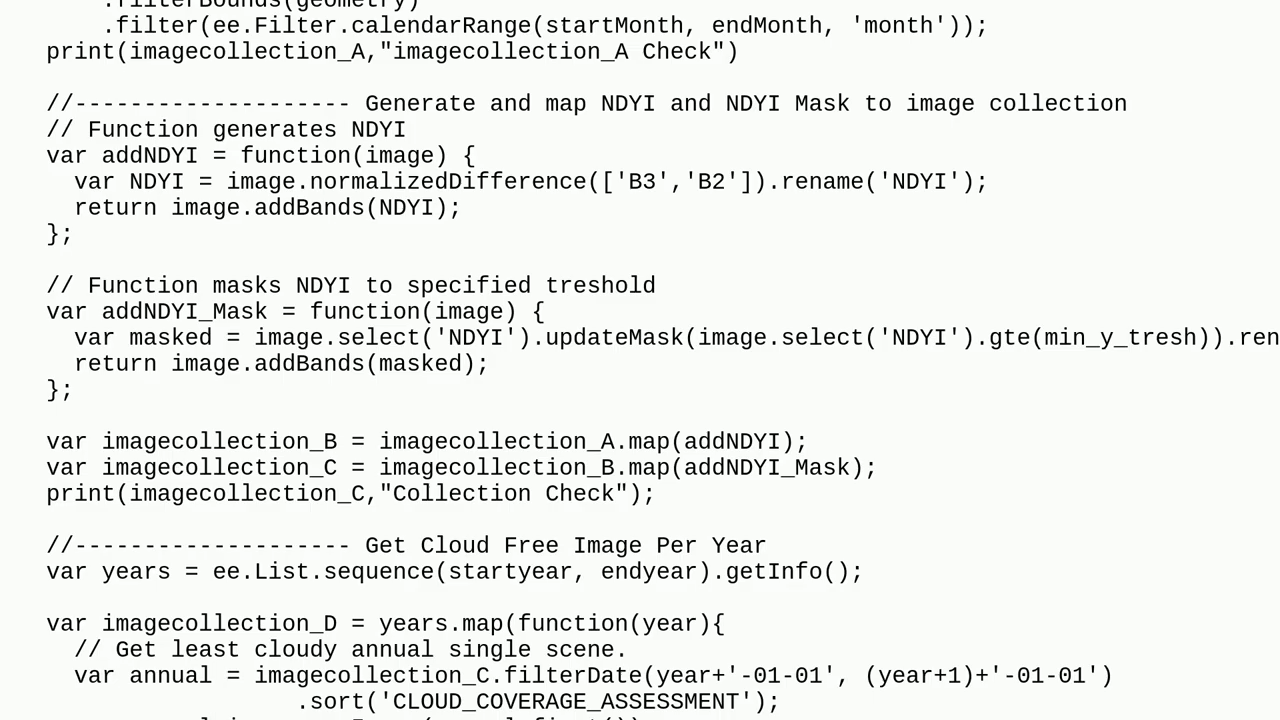 .filterBounds(geometry)
.filter(ee.Filter.calendarRange(startMonth, endMonth, 'month'));
print(imagecollection_A,"imagecollection_A Check")
//-------------------- Generate and map NDYI and NDYI Mask to image collection
// Function generates NDYI
var addNDYI = function(image) {
var NDYI = image.normalizedDifference(['B3','B2']).rename('NDYI');
return image.addBands(NDYI);
};
// Function masks NDYI to specified treshold
var addNDYI_Mask = function(image) {
var masked = image.select('NDYI').updateMask(image.select('NDYI').gte(min_y_tresh)).ren
return image.addBands(masked);
};
var imagecollection_B = imagecollection_A.map(addNDYI);
var imagecollection_C = imagecollection_B.map(addNDYI_Mask);
print(imagecollection_C,"Collection Check");
//-------------------- Get Cloud Free Image Per Year
var years = ee.List.sequence(startyear, endyear).getInfo();
var imagecollection_D = years.map(function(year){
// Get least cloudy annual single scene.
var annual = imagecollection_C.filterDate(year+'-01-01', (year+1)+'-01-01')
.sort('CLOUD_COVERAGE_ASSESSMENT');